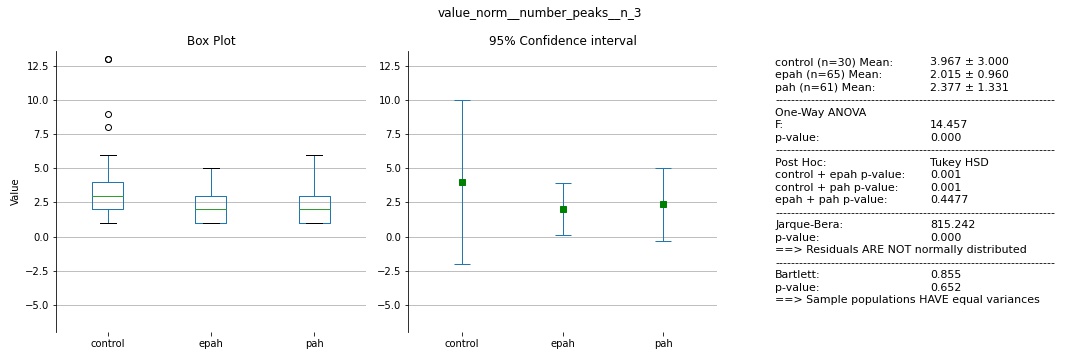 value_norm__number_peaks__n_3
Box Plot
12.5
10.0
7.5
5.0
2.5
0.0
−2.5
−5.0
Value
control epah pah
95% Confidence interval
12.5
10.0
7.5
5.0
2.5
0.0
−2.5
−5.0
control epah pah
control (n=30) Mean: 3.967 ± 3.000
epah (n=65) Mean: 2.015 ± 0.960
pah (n=61) Mean: 2.377 ± 1.331
One-Way ANOVA
F: 14.457
p-value: 0.000
Post Hoc: Tukey HSD
control + epah p-value: 0.001
control + pah p-value: 0.001
epah + pah p-value: 0.4477
Jarque-Bera: 815.242
p-value: 0.000
==> Residuals ARE NOT normally distributed
Bartlett: 0.855
p-value: 0.652
==> Sample populations HAVE equal variances